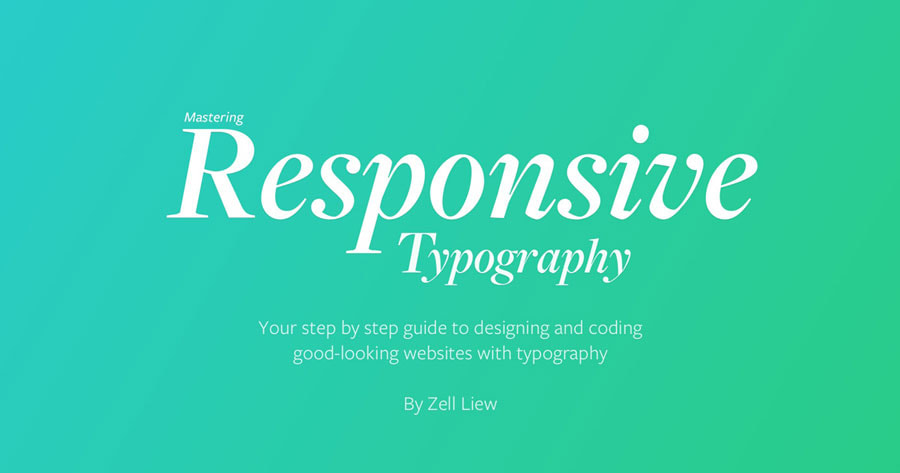 Mastering
Responsive
Typography
Your step by step guide to designing and coding
good-looking websites with typography
By Zell Liew